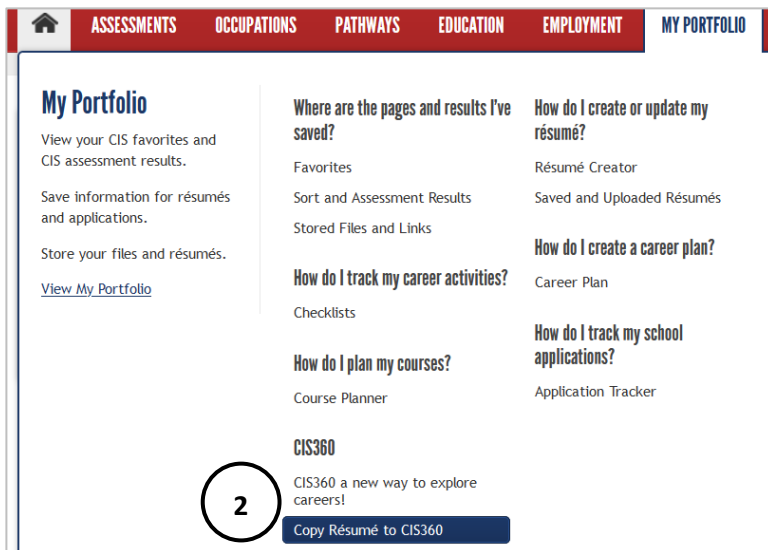 ASSESSMENTS OCCUPATIONS PATHWAYS EDUCATION EMPLOYMENT MY PORTFOLIO
My Portfolio
View your CIS favorites and
CIS assessment results.
Save information for résumés
and applications.
Store your files and résumés.
View My Portfolio
Where are the pages and results I've
saved?
Favorites
Sort and Assessment Results
Stored Files and Links
How do I track my career activities?
Checklists
How do I plan my courses?
Course Planner
CIS360
CIS360 a new way to explore
careers!
2
Copy Résumé to CIS360
How do I create or update my
résumé?
Résumé Creator
Saved and Uploaded Résumés
How do I create a career plan?
Career Plan
How do I track my school
applications?
Application Tracker